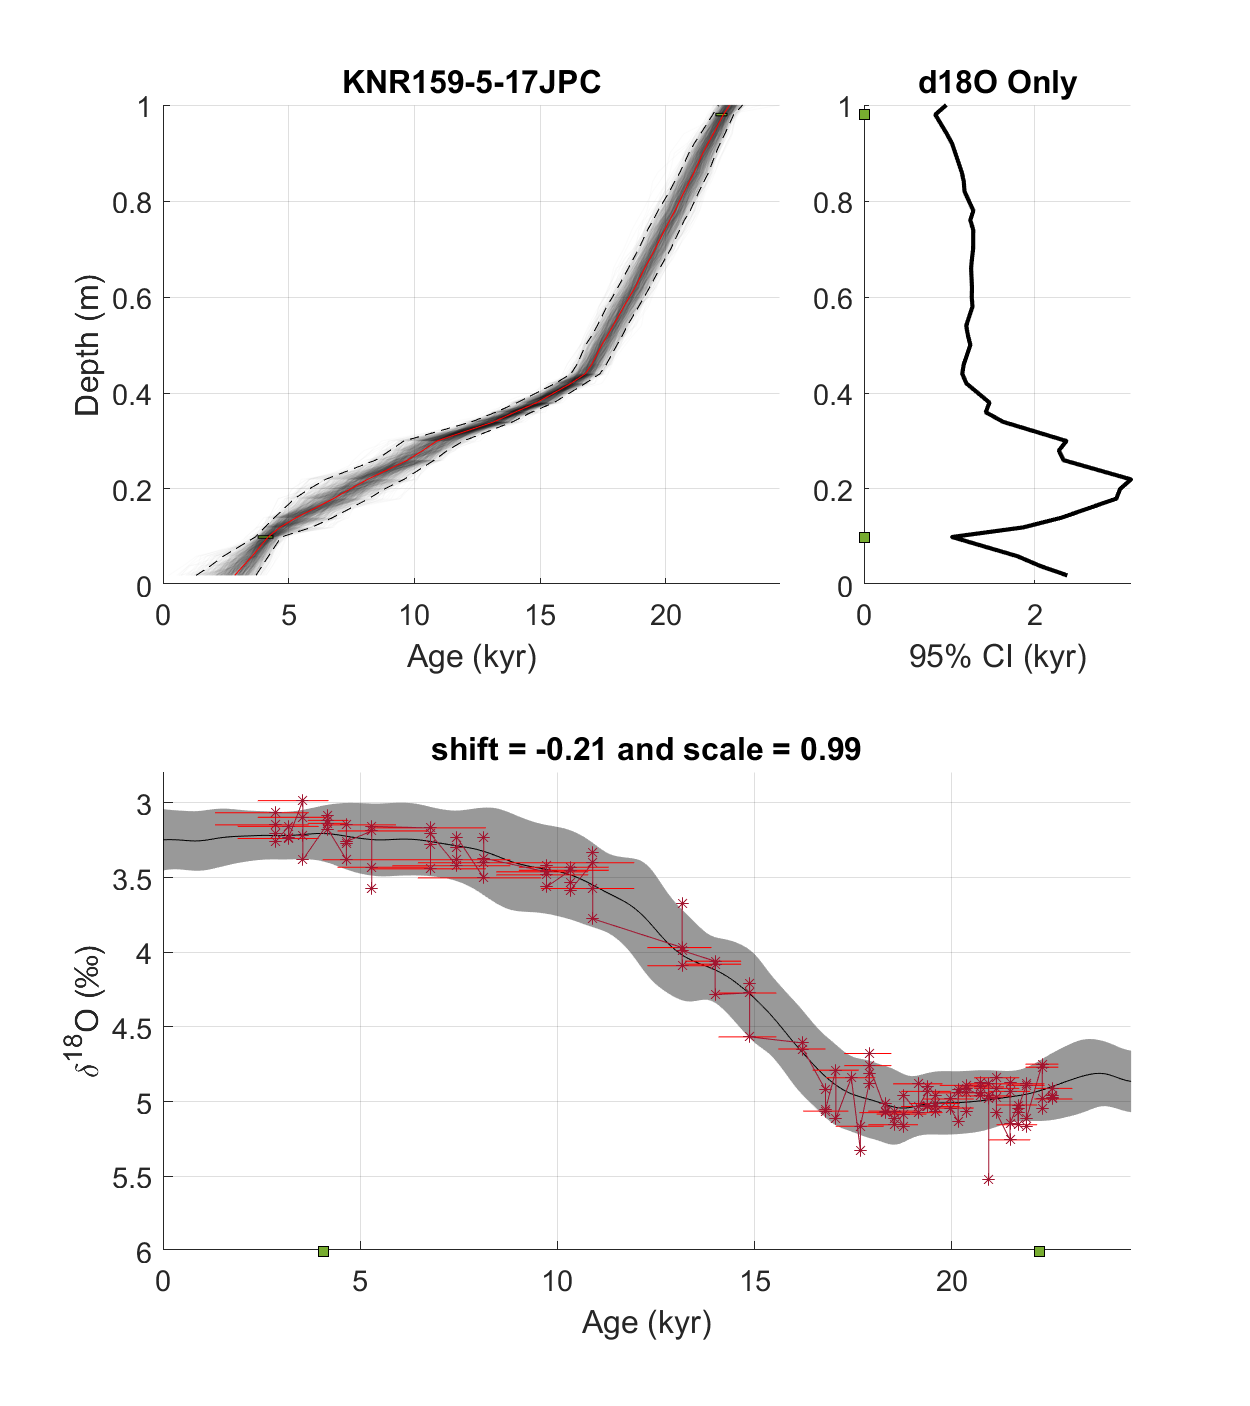 KNR159-5-17JPC
d18O Only
1
0.8
0.6
0.4
0.2
0
Depth (m)
0 5 10 15 20
Age (kyr)
1
0.8
0.6
0.4
0.2
0
0 2
95% CI (kyr)
shift = -0.21 and scale = 0.99
3
3.5
4
4.5
5
5.5
6
δ¹⁸O (‰)
0 5 10 15 20
Age (kyr)